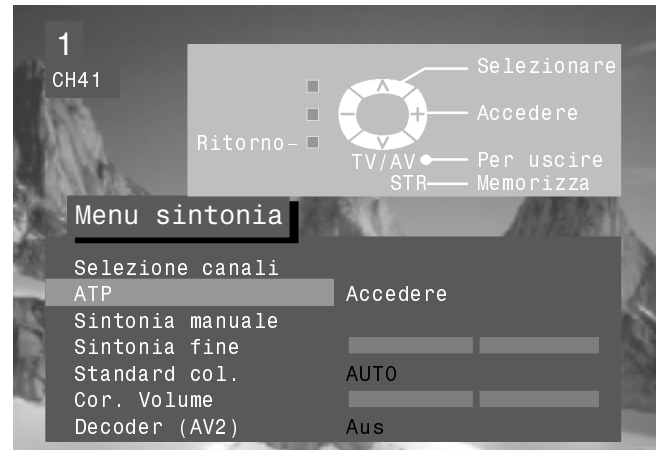 1
CH41
Selezionare
Accedere
Ritorno
TV/AV Per uscire
STR Memorizza
Menu sintonia
Selezione canali
ATP Accedere
Sintonia manuale
Sintonia fine
Standard col. AUTO
Cor. Volume
Decoder (AV2) Aus